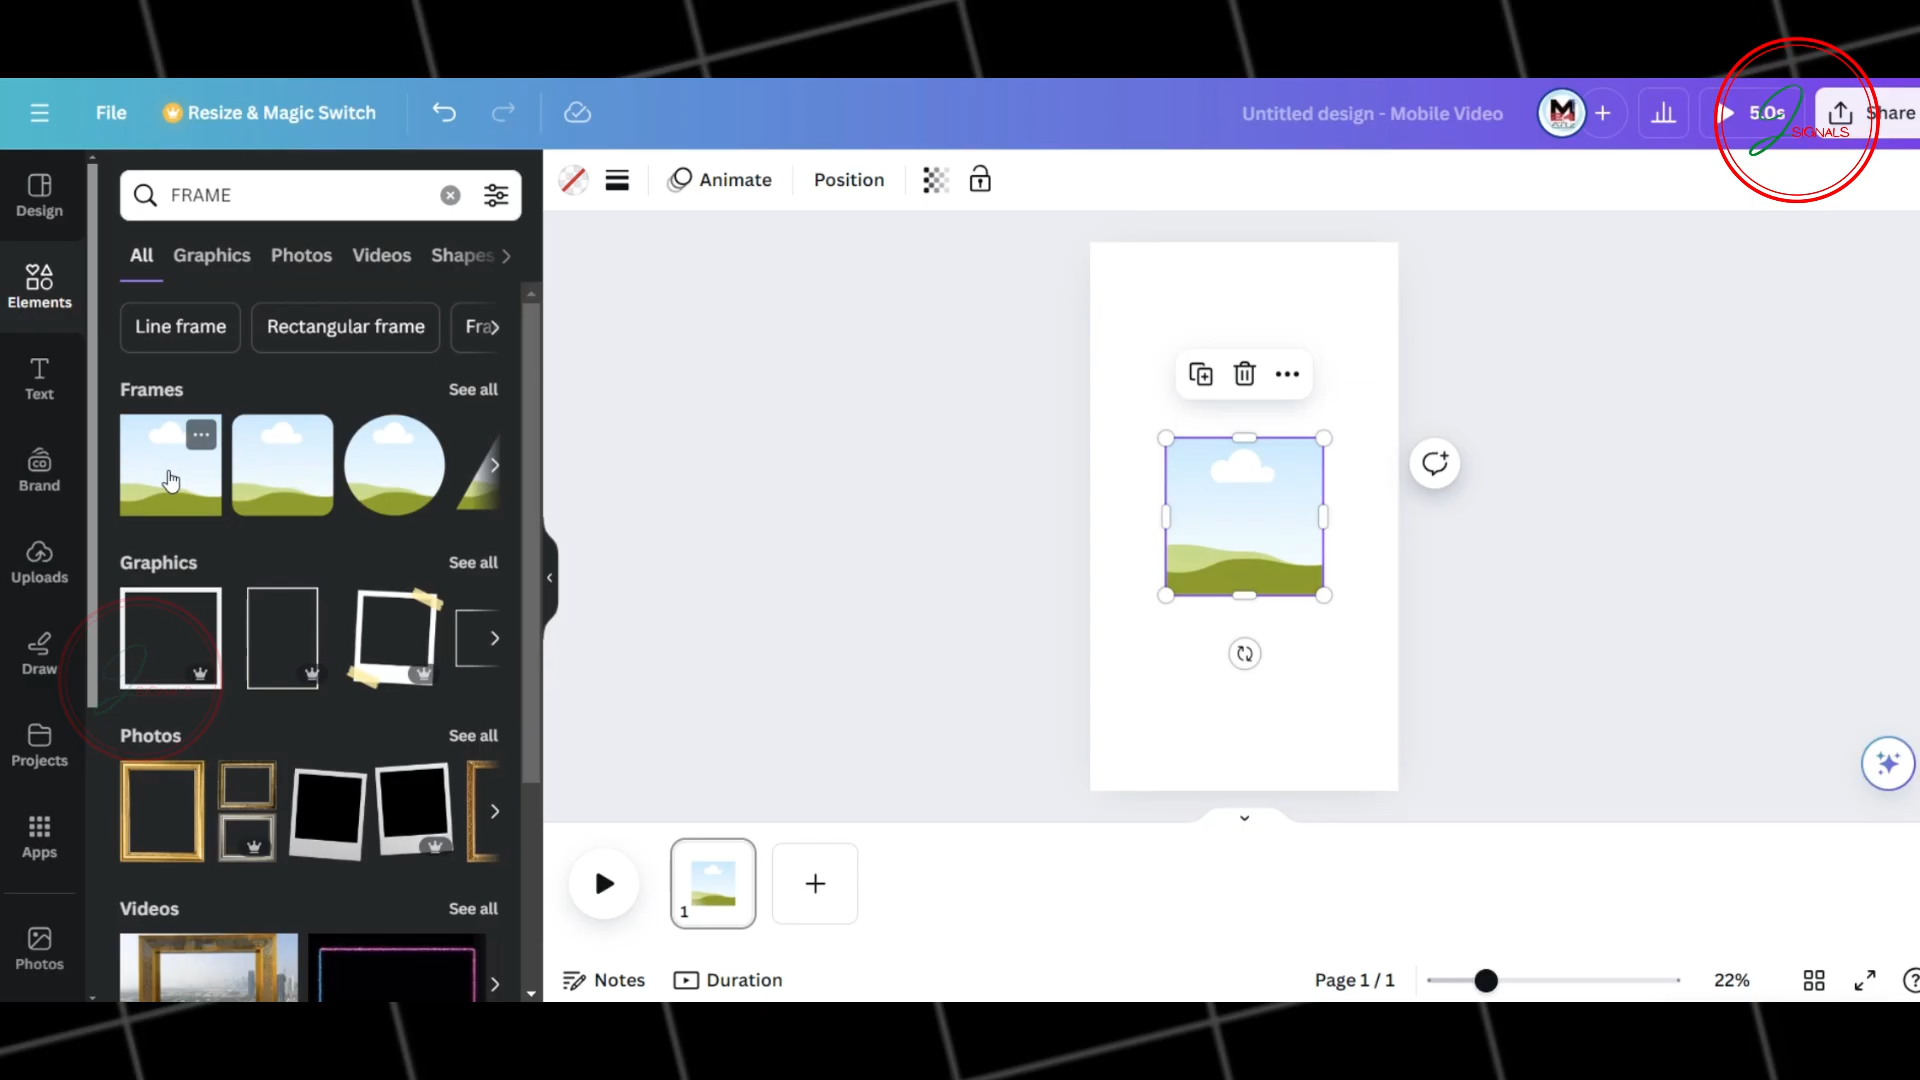 File
Resize & Magic Switch
Untitled design - Mobile Video
M
5.0s
Share
SIGNALS
Design
FRAME
Animate
Position
All
Graphics
Photos
Videos
Shapes
Elements
Line frame
Rectangular frame
Fra
Text
Frames
See all
Brand
CO
Uploads
Graphics
See all
Draw
Projects
Photos
See all
Apps
Videos
See all
1
Photos
Notes
Duration
Page 1 / 1
22%